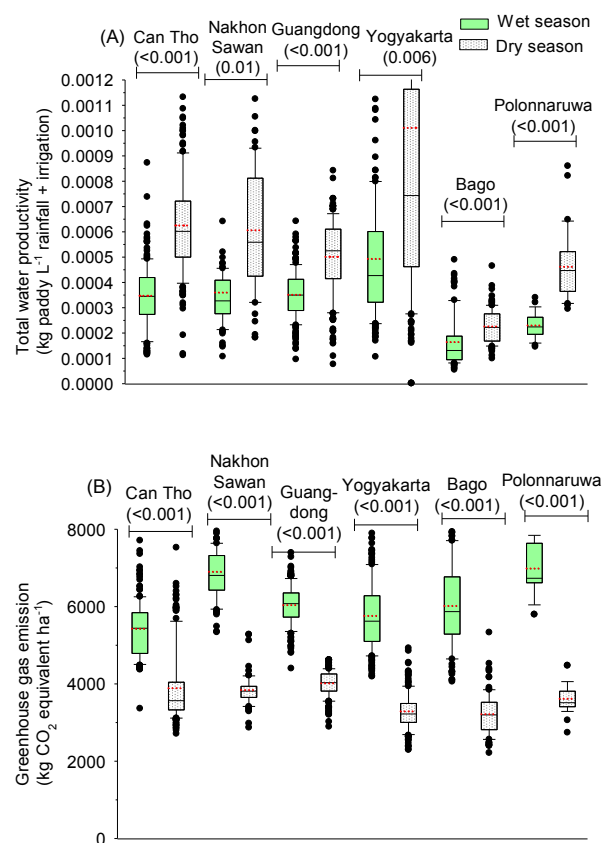 (A)
Can Tho
(<0.001)
Nakhon
Sawan
(0.01)
Guangdong
(<0.001)
Yogyakarta
(0.006)
Wet season
Dry season
Polonnaruwa
(<0.001)
Bago
(<0.001)
Total water productivity
(kg paddy L⁻¹ rainfall + irrigation)
0.0012
0.0011
0.0010
0.0009
0.0008
0.0007
0.0006
0.0005
0.0004
0.0003
0.0002
0.0001
0.0000
(B)
Can Tho
(<0.001)
Nakhon
Sawan
(<0.001)
Guang-
dong
(<0.001)
Yogyakarta
(<0.001)
Bago
(<0.001)
Polonnaruwa
(<0.001)
Greenhouse gas emission
(kg CO₂ equivalent ha⁻¹)
8000
6000
4000
2000
0